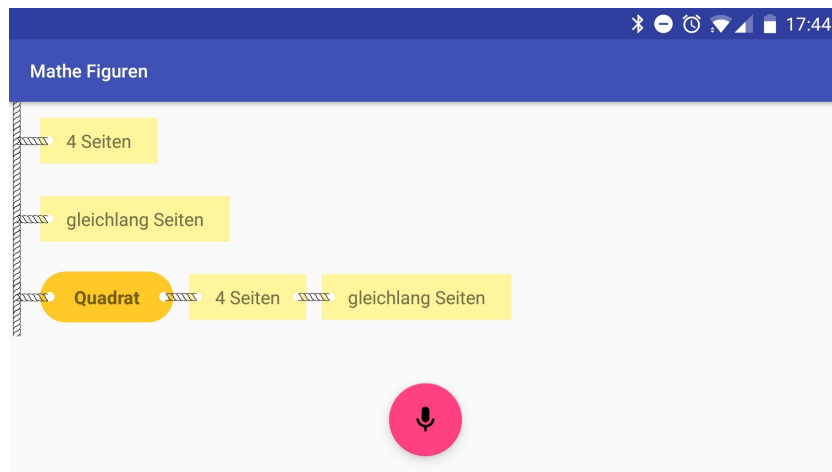 17:44
Mathe Figuren
4 Seiten
gleichlang Seiten
Quadrat 4 Seiten gleichlang Seiten